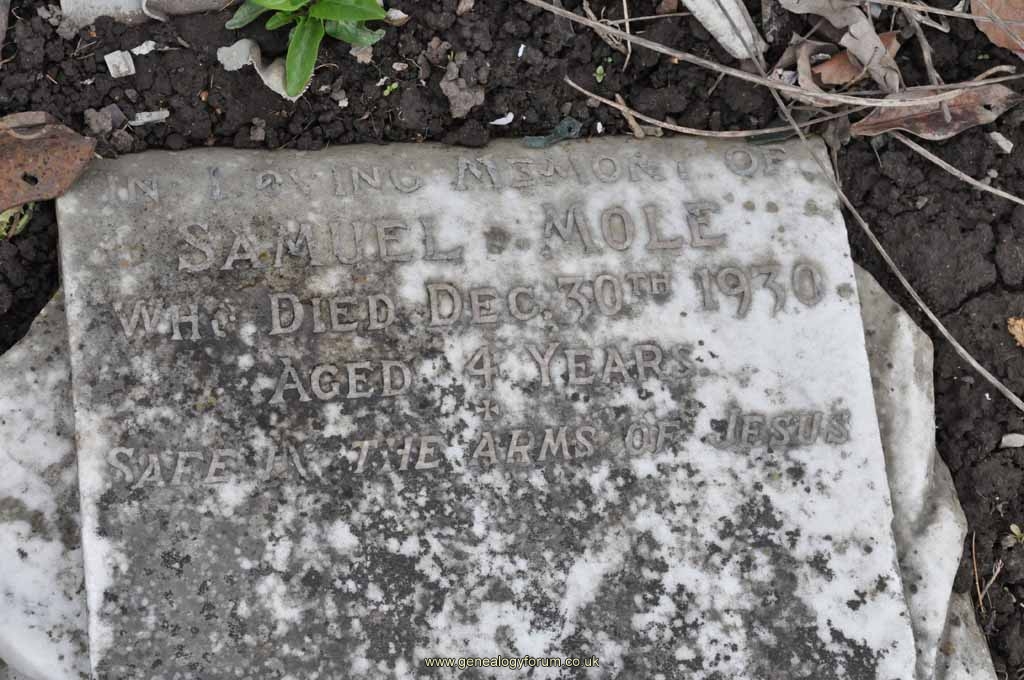 IN LOVING MEMORY OF
SAMUEL MOLE
WHO DIED DEC. 30TH 1930
AGED 4 YEARS
SAFE IN THE ARMS OF JESUS
www.genealogyforum.co.uk